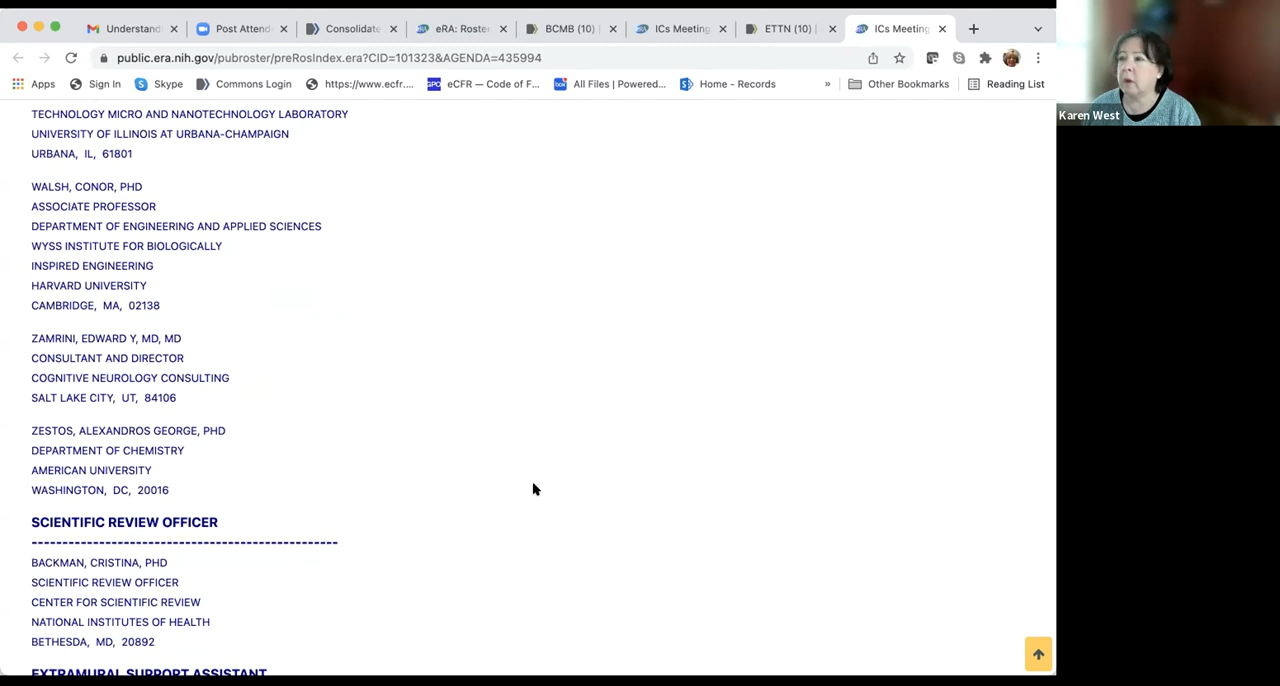 Understand
Post Attend
Consolidate
eRA: Roster
BCMB (10) |
ICs Meeting
ETTN (10) |
ICs Meeting
public.era.nih.gov/pubroster/preRosIndex.era?CID=101323&AGENDA=435994
Apps
Sign In
Skype
Commons Login
https://www.ecfr....
GPO
eCFR — Code of F...
box
All Files | Powered...
Home - Records
»
Other Bookmarks
Reading List
TECHNOLOGY MICRO AND NANOTECHNOLOGY LABORATORY
UNIVERSITY OF ILLINOIS AT URBANA-CHAMPAIGN
URBANA, IL, 61801
WALSH, CONOR, PHD
ASSOCIATE PROFESSOR
DEPARTMENT OF ENGINEERING AND APPLIED SCIENCES
WYSS INSTITUTE FOR BIOLOGICALLY
INSPIRED ENGINEERING
HARVARD UNIVERSITY
CAMBRIDGE, MA, 02138
ZAMRINI, EDWARD Y, MD, MD
CONSULTANT AND DIRECTOR
COGNITIVE NEUROLOGY CONSULTING
SALT LAKE CITY, UT, 84106
ZESTOS, ALEXANDROS GEORGE, PHD
DEPARTMENT OF CHEMISTRY
AMERICAN UNIVERSITY
WASHINGTON, DC, 20016
SCIENTIFIC REVIEW OFFICER
--------------------------------------------------
BACKMAN, CRISTINA, PHD
SCIENTIFIC REVIEW OFFICER
CENTER FOR SCIENTIFIC REVIEW
NATIONAL INSTITUTES OF HEALTH
BETHESDA, MD, 20892
EXTRAMURAL SUPPORT ASSISTANT
Karen West